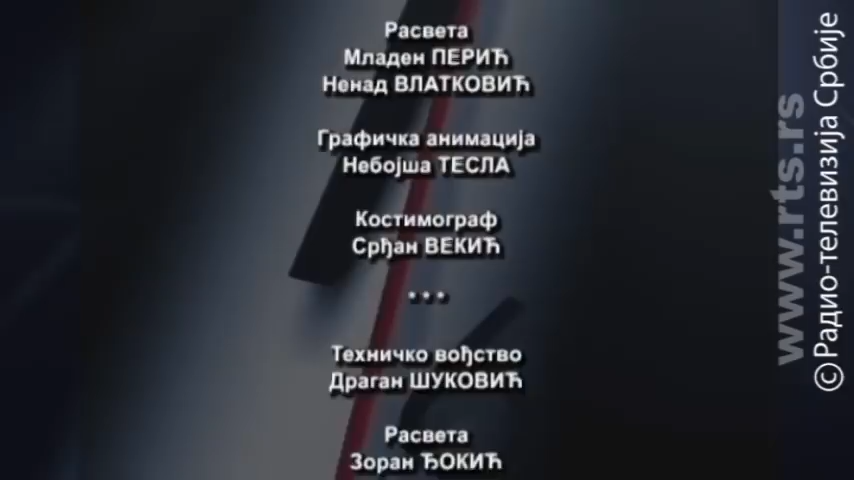 Расвета
Младен ПЕРИЋ
Ненад ВЛАТКОВИЋ
Графичка анимација
Небојша ТЕСЛА
Костимограф
Срђан ВЕКИЋ
...
Техничко вођство
Драган ШУКОВИЋ
Расвета
Зоран ЂОКИЋ
www.rts.rs
© Радио-телевизија Србије